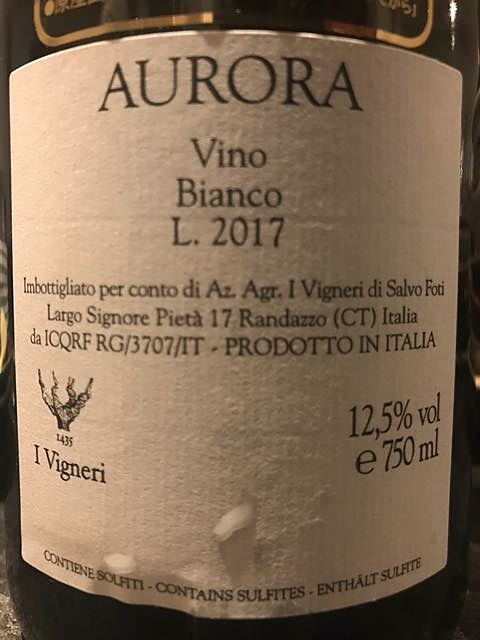 AURORA
Vino
Bianco
L. 2017
Imbottigliato per conto di Az. Agr. I Vigneri di Salvo Foti
Largo Signore Pietà 17 Randazzo (CT) Italia
da ICQRF RG/3707/IT - PRODOTTO IN ITALIA
1435
I Vigneri
12,5% vol
e 750 ml
CONTIENE SOLFITI - CONTAINS SULFITES - ENTHÄLT SULFITE